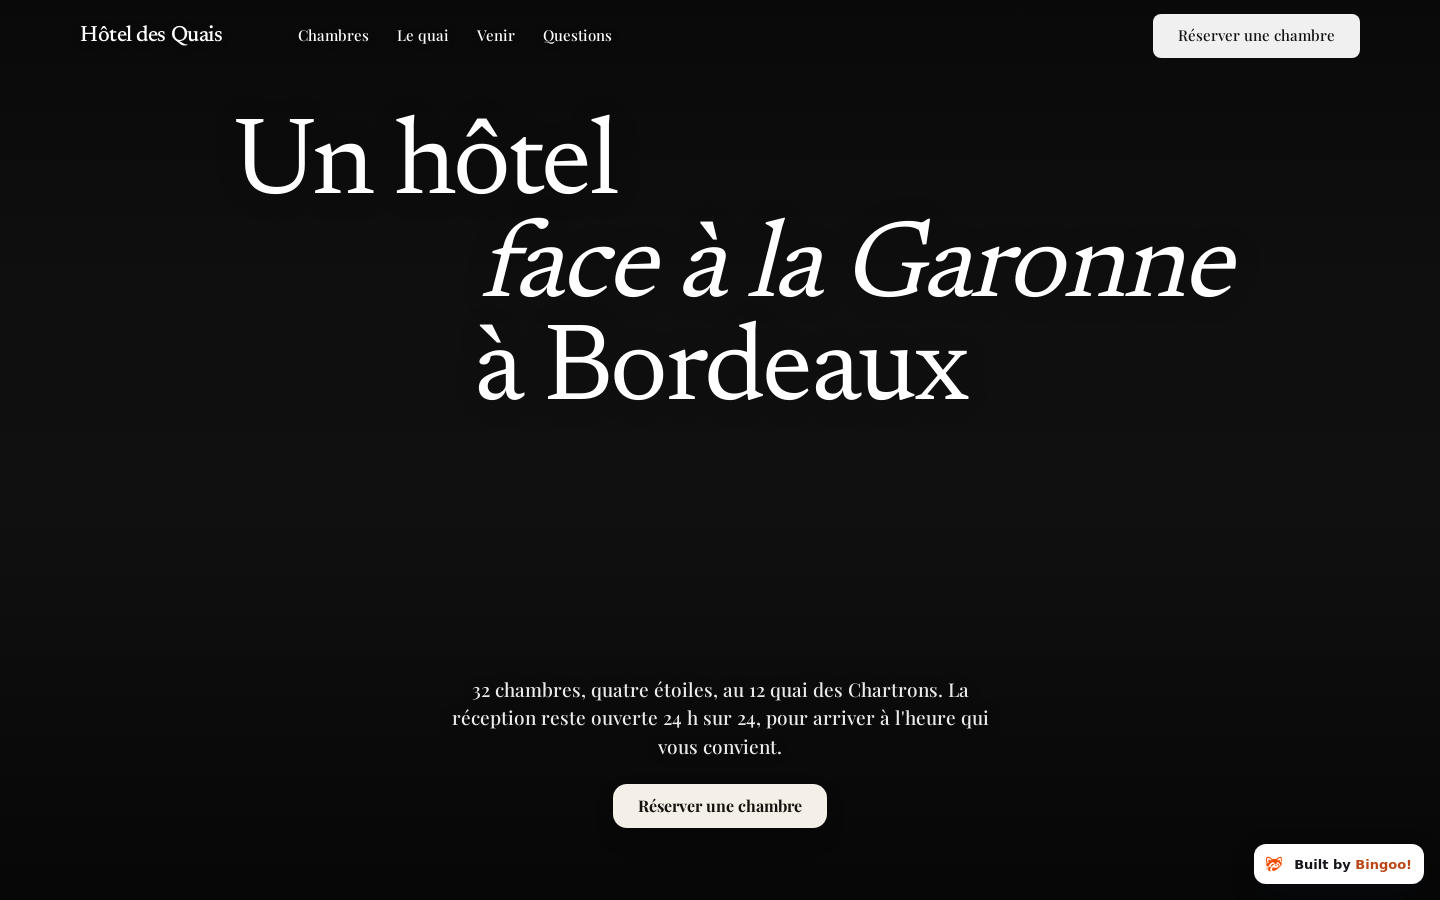 Hôtel des Quais
Chambres
Le quai
Venir
Questions
Réserver une chambre
Un hôtel
face à la Garonne
à Bordeaux
32 chambres, quatre étoiles, au 12 quai des Chartrons. La
réception reste ouverte 24 h sur 24, pour arriver à l'heure qui
vous convient.
Réserver une chambre
Built by Bingoo!